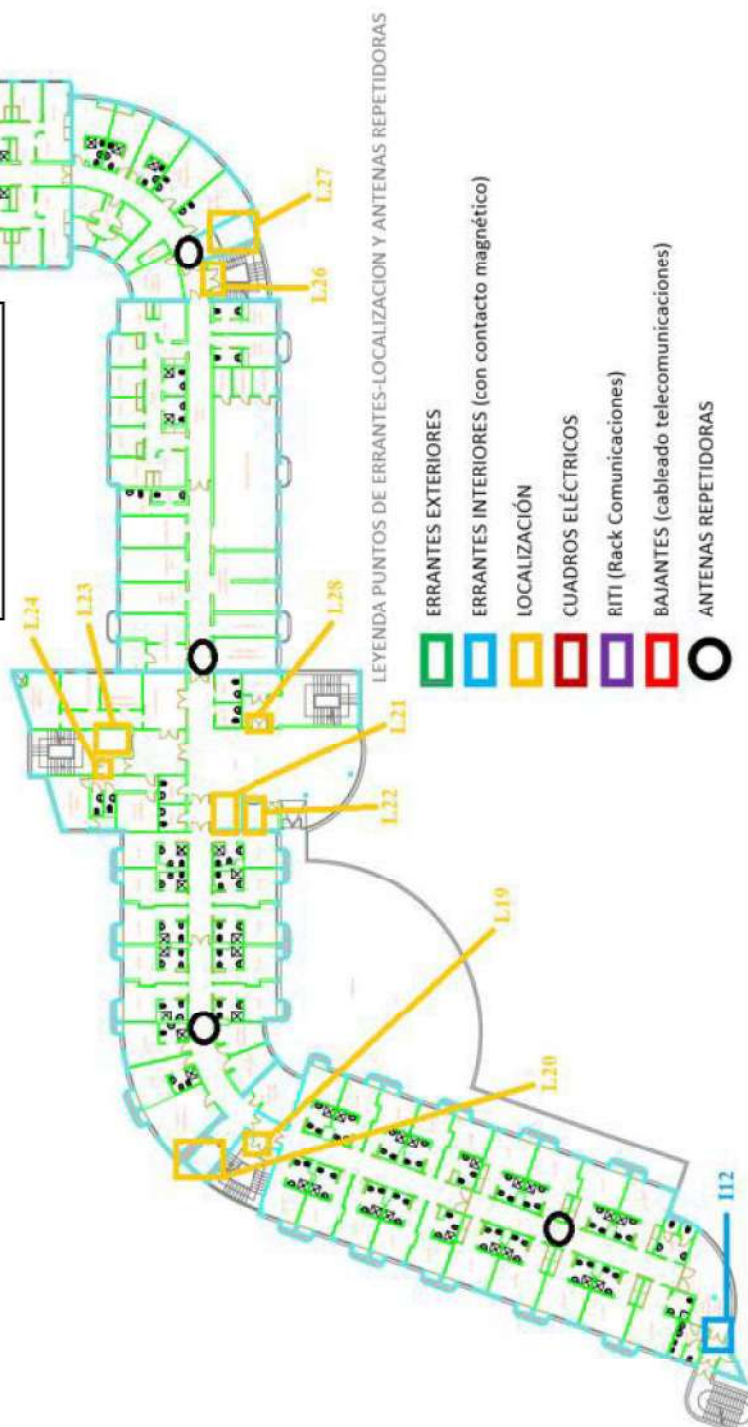 LEYENDA PUNTOS DE ERRANTES-LOCALIZACION Y ANTENAS REPETIDORAS
ERRANTES EXTERIORES
ERRANTES INTERIORES (con contacto magnético)
LOCALIZACIÓN
CUADROS ELÉCTRICOS
RITI (Rack Comunicaciones)
BAJANTES (cableado telecomunicaciones)
ANTENAS REPETIDORAS
I12
L20
L19
L22
L21
L28
L24
L23
L26
L27